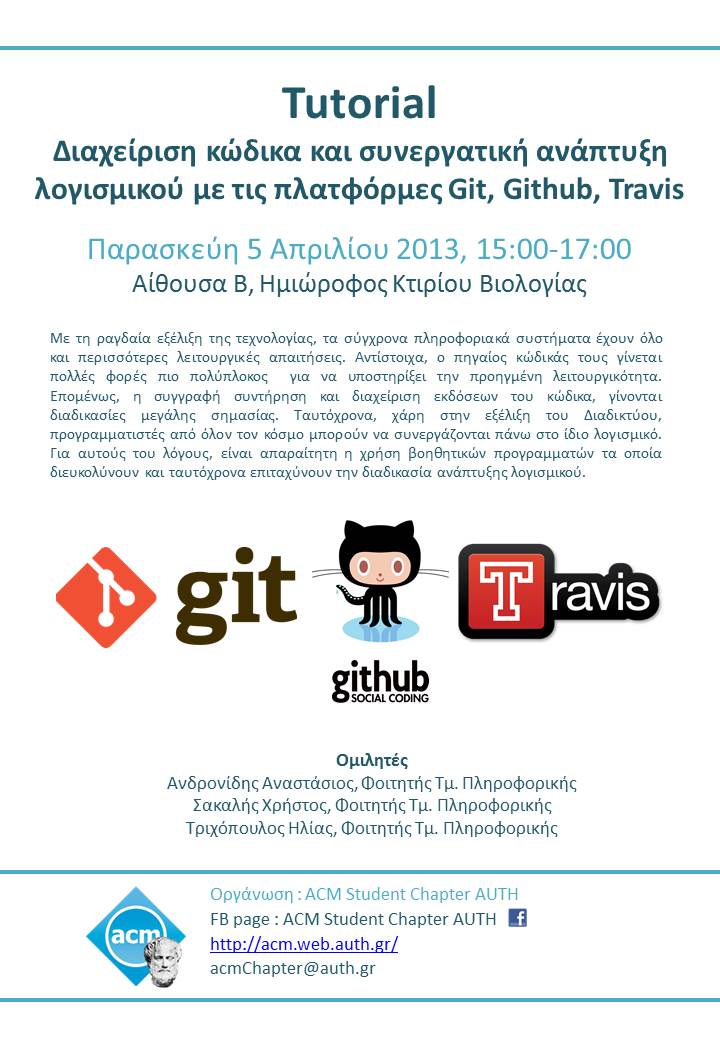 Tutorial
Διαχείριση κώδικα και συνεργατική ανάπτυξη
λογισμικού με τις πλατφόρμες Git, Github, Travis
Παρασκεύη 5 Απριλίου 2013, 15:00-17:00
Αίθουσα Β, Ημιώροφος Κτιρίου Βιολογίας
Με τη ραγδαία εξέλιξη της τεχνολογίας, τα σύγχρονα πληροφοριακά συστήματα έχουν όλο
και περισσότερες λειτουργικές απαιτήσεις. Αντίστοιχα, ο πηγαίος κώδικάς τους γίνεται
πολλές φορές πιο πολύπλοκος για να υποστηρίξει την προηγμένη λειτουργικότητα.
Επομένως, η συγγραφή συντήρηση και διαχείριση εκδόσεων του κώδικα, γίνονται
διαδικασίες μεγάλης σημασίας. Ταυτόχρονα, χάρη στην εξέλιξη του Διαδικτύου,
προγραμματιστές από όλον τον κόσμο μπορούν να συνεργάζονται πάνω στο ίδιο λογισμικό.
Για αυτούς του λόγους, είναι απαραίτητη η χρήση βοηθητικών προγραμματών τα οποία
διευκολύνουν και ταυτόχρονα επιταχύνουν την διαδικασία ανάπτυξης λογισμικού.
git
Travis
github
SOCIAL CODING
Ομιλητές
Ανδρονίδης Αναστάσιος, Φοιτητής Τμ. Πληροφορικής
Σακαλής Χρήστος, Φοιτητής Τμ. Πληροφορικής
Τριχόπουλος Ηλίας, Φοιτητής Τμ. Πληροφορικής
acm
Οργάνωση : ACM Student Chapter AUTH
FB page : ACM Student Chapter AUTH f
http://acm.web.auth.gr/
acmChapter@auth.gr